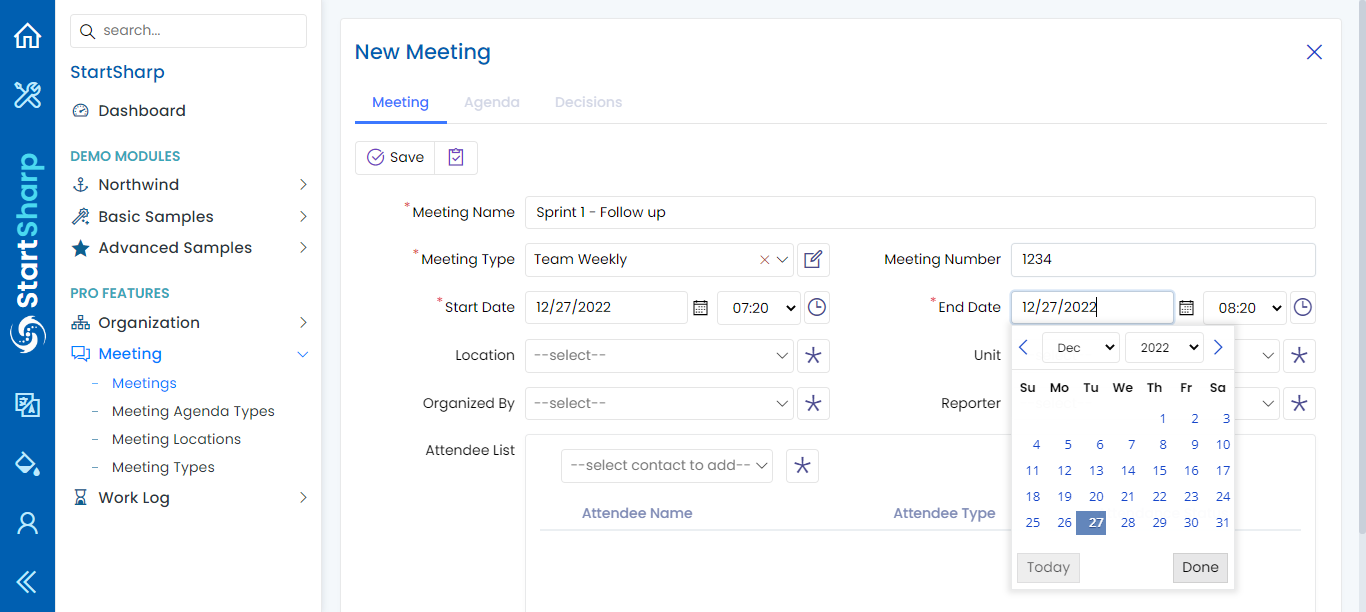 search...
StartSharp
Dashboard
DEMO MODULES
Northwind
Basic Samples
Advanced Samples
PRO FEATURES
Organization
Meeting
Meetings
Meeting Agenda Types
Meeting Locations
Meeting Types
Work Log
StartSharp
New Meeting
Meeting Agenda Decisions
Save
*Meeting Name Sprint 1 - Follow up
*Meeting Type Team Weekly Meeting Number 1234
*Start Date 12/27/2022 07:20 *End Date 12/27/2022 08:20
Location --select-- Unit
Organized By --select-- Reporter
Attendee List
--select contact to add--
Attendee Name Attendee Type
Dec 2022
Su Mo Tu We Th Fr Sa
1 2 3
4 5 6 7 8 9 10
11 12 13 14 15 16 17
18 19 20 21 22 23 24
25 26 27 28 29 30 31
Today Done